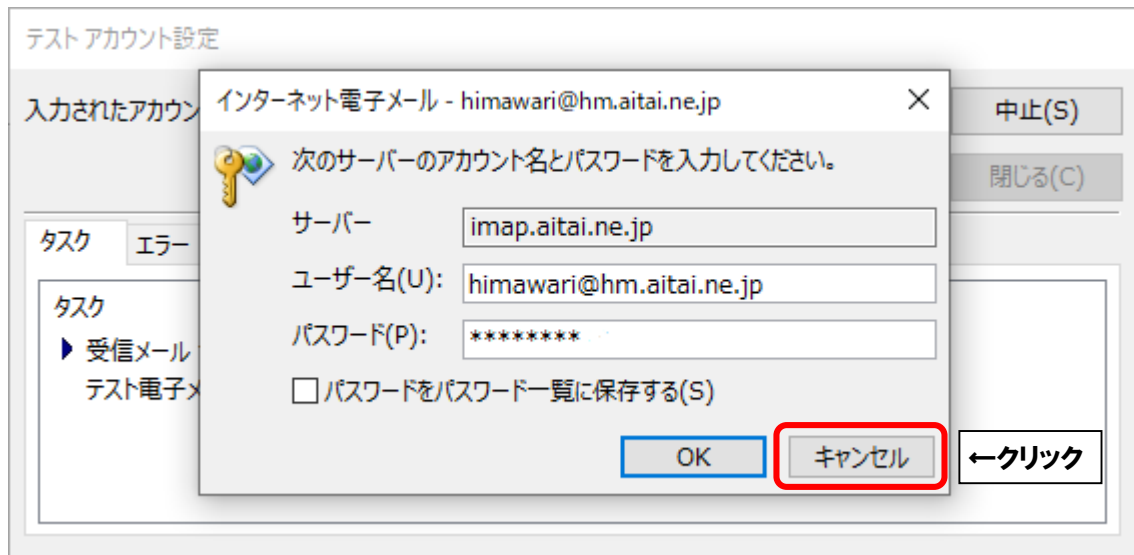 テスト アカウント設定
入力されたアカウン
中止(S)
閉じる(C)
インターネット電子メール - himawari@hm.aitai.ne.jp
次のサーバーのアカウント名とパスワードを入力してください。
サーバー
imap.aitai.ne.jp
ユーザー名(U):
himawari@hm.aitai.ne.jp
パスワード(P):
********
パスワードをパスワード一覧に保存する(S)
OK
キャンセル
←クリック
タスク
エラー
タスク
受信メール
テスト電子メ